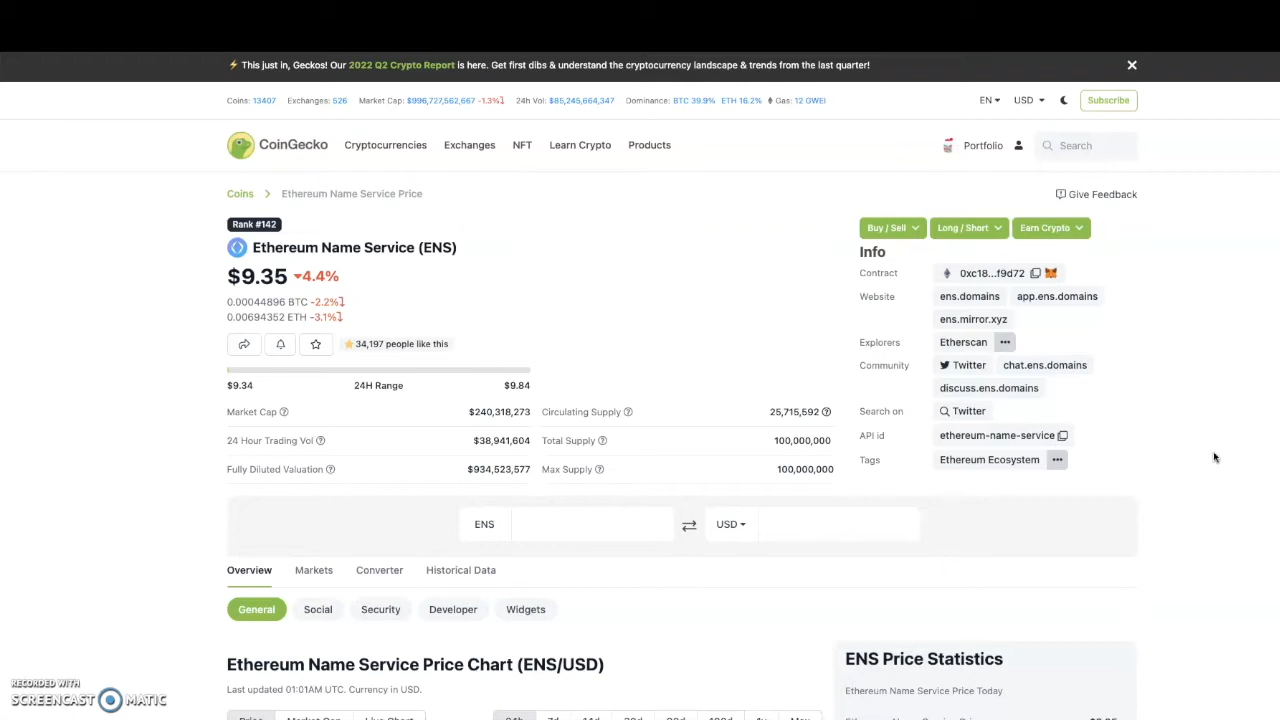 ⚡ This just in, Geckos! Our 2022 Q2 Crypto Report is here. Get first dibs & understand the cryptocurrency landscape & trends from the last quarter!
Coins: 13407 Exchanges: 526 Market Cap: $996,727,562,667 -1.3% 24h Vol: $85,245,664,347 Dominance: BTC 39.9% ETH 16.2% Gas: 12 GWEI EN USD Subscribe
CoinGecko Cryptocurrencies Exchanges NFT Learn Crypto Products Portfolio Search
Coins > Ethereum Name Service Price Give Feedback
Rank #142
Ethereum Name Service (ENS)
$9.35 4.4%
0.00044896 BTC -2.2%
0.00694352 ETH -3.1%
34,197 people like this
$9.34 24H Range $9.84
Market Cap $240,318,273 Circulating Supply 25,715,592
24 Hour Trading Vol $38,941,604 Total Supply 100,000,000
Fully Diluted Valuation $934,523,577 Max Supply 100,000,000
Buy / Sell Long / Short Earn Crypto
Info
Contract 0xc18...f9d72
Website ens.domains app.ens.domains
ens.mirror.xyz
Explorers Etherscan •••
Community Twitter chat.ens.domains
discuss.ens.domains
Search on Twitter
API id ethereum-name-service
Tags Ethereum Ecosystem •••
ENS USD
Overview Markets Converter Historical Data
General Social Security Developer Widgets
Ethereum Name Service Price Chart (ENS/USD)
Last updated 01:01AM UTC. Currency in USD.
ENS Price Statistics
Ethereum Name Service Price Today
RECORDED WITH
SCREENCAST MATIC